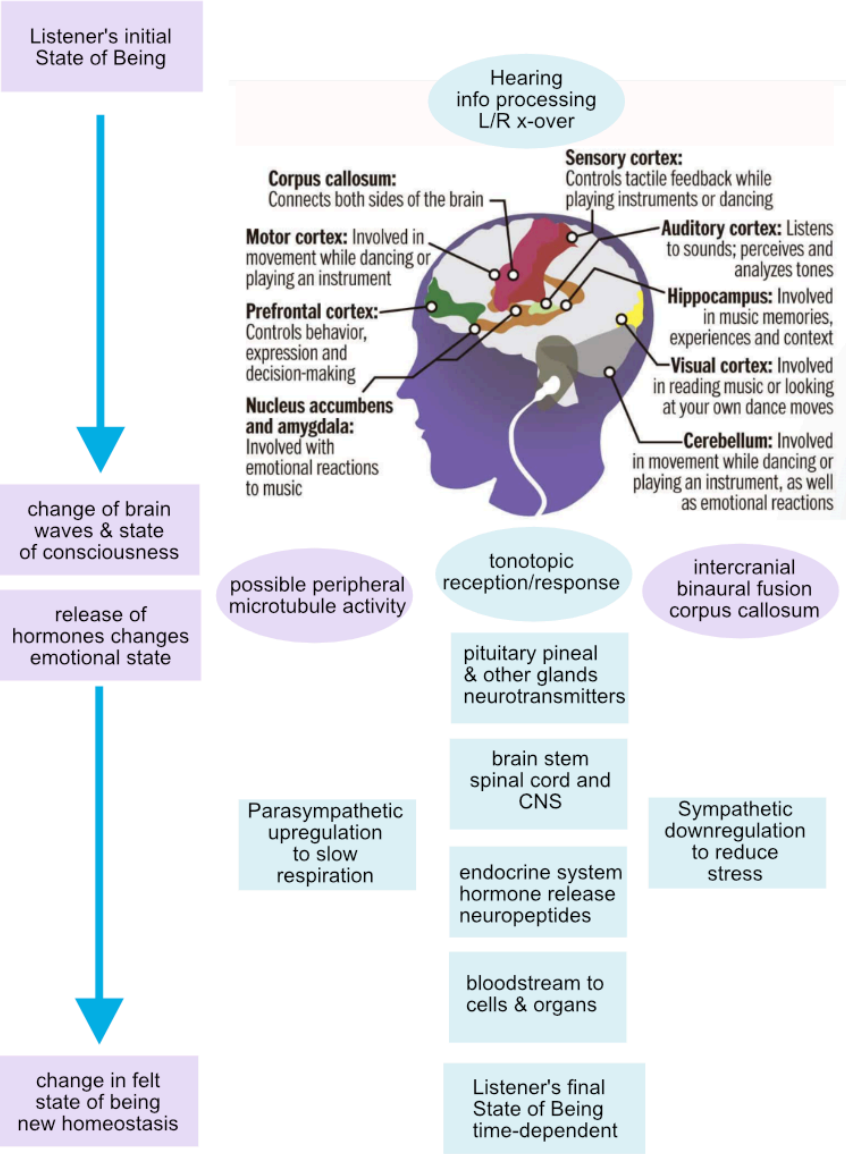 Listener's initial
State of Being
Hearing
info processing
L/R x-over
Corpus callosum:
Connects both sides of the brain
Sensory cortex:
Controls tactile feedback while
playing instruments or dancing
Motor cortex: Involved in
movement while dancing or
playing an instrument
Auditory cortex: Listens
to sounds; perceives and
analyzes tones
Prefrontal cortex:
Controls behavior,
expression and
decision-making
Hippocampus: Involved
in music memories,
experiences and context
Visual cortex: Involved
in reading music or looking
at your own dance moves
Nucleus accumbens
and amygdala:
Involved with
emotional reactions
to music
Cerebellum: Involved
in movement while dancing or
playing an instrument, as well
as emotional reactions
change of brain
waves & state
of consciousness
release of
hormones changes
emotional state
possible peripheral
microtubule activity
tonotopic
reception/response
intercranial
binaural fusion
corpus callosum
pituitary pineal
& other glands
neurotransmitters
brain stem
spinal cord and
CNS
Parasympathetic
upregulation
to slow
respiration
Sympathetic
downregulation
to reduce
stress
endocrine system
hormone release
neuropeptides
bloodstream to
cells & organs
change in felt
state of being
new homeostasis
Listener's final
State of Being
time-dependent